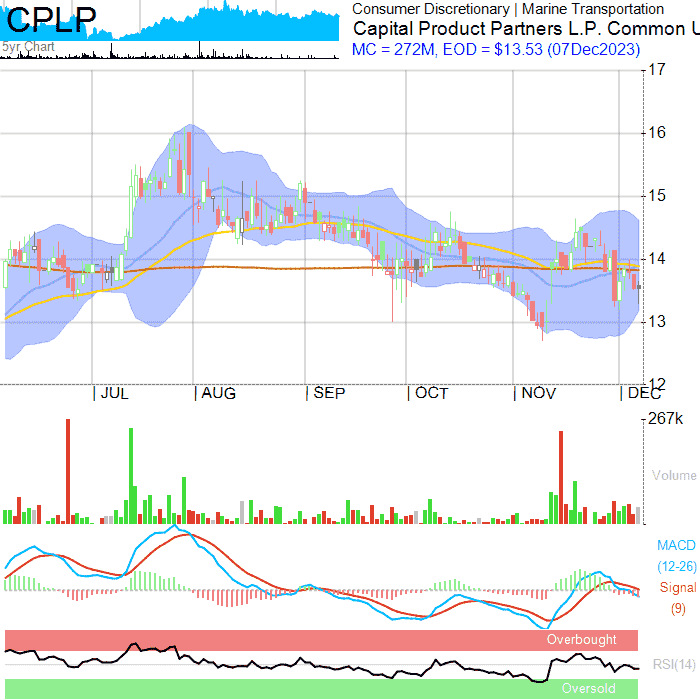 CPLP
5yr Chart
Consumer Discretionary | Marine Transportation
Capital Product Partners L.P. Common U
MC = 272M, EOD = $13.53 (07Dec2023)
17
16
15
14
13
12
JUL AUG SEP OCT NOV DEC
267k
Volume
MACD
(12-26)
Signal
(9)
Overbought
RSI(14)
Oversold